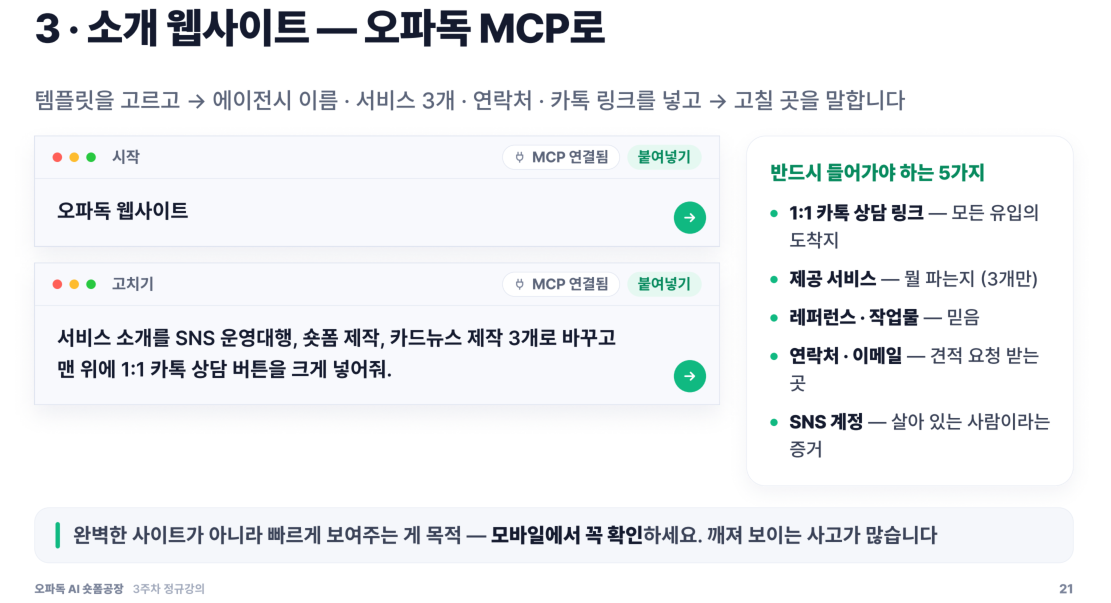 3 · 소개 웹사이트 — 오파독 MCP로
템플릿을 고르고 → 에이전시 이름 · 서비스 3개 · 연락처 · 카톡 링크를 넣고 → 고칠 곳을 말합니다
시작
MCP 연결됨
붙여넣기
오파독 웹사이트
고치기
MCP 연결됨
붙여넣기
서비스 소개를 SNS 운영대행, 숏폼 제작, 카드뉴스 제작 3개로 바꾸고
맨 위에 1:1 카톡 상담 버튼을 크게 넣어줘.
반드시 들어가야 하는 5가지
1:1 카톡 상담 링크 — 모든 유입의
도착지
제공 서비스 — 뭘 파는지 (3개만)
레퍼런스 · 작업물 — 믿음
연락처 · 이메일 — 견적 요청 받는
곳
SNS 계정 — 살아 있는 사람이라는
증거
완벽한 사이트가 아니라 빠르게 보여주는 게 목적 — 모바일에서 꼭 확인하세요. 깨져 보이는 사고가 많습니다
오파독 AI 숏폼공장 3주차 정규강의
21